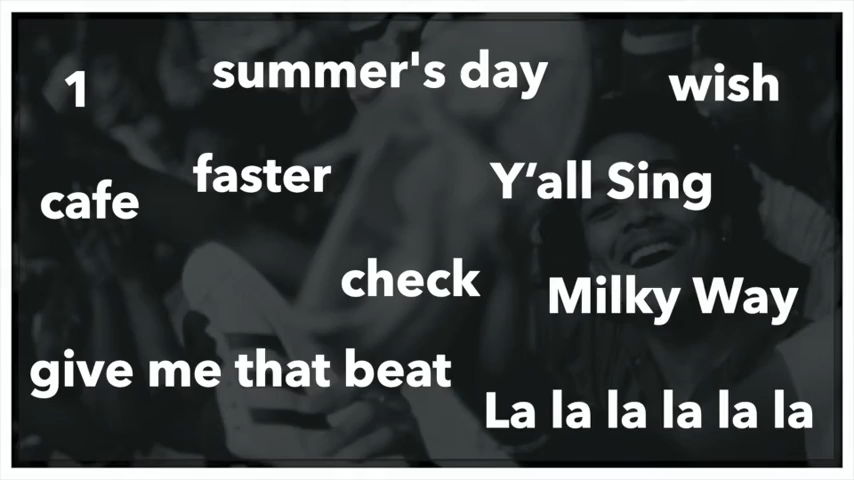 1
summer's day
wish
cafe
faster
Y’all Sing
check
Milky Way
give me that beat
La la la la la la